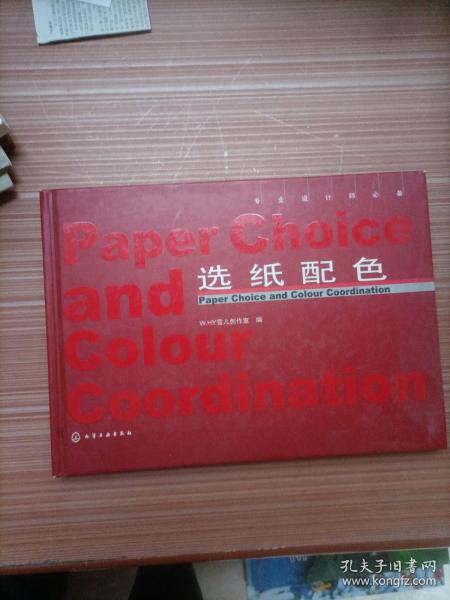 专业设计师必备
Paper Choice
and
Colour
Coordination
选纸配色
Paper Choice and Colour Coordination
W.HY雪儿创作室 编
化学工业出版社
孔夫子旧书网
www.kongfz.com